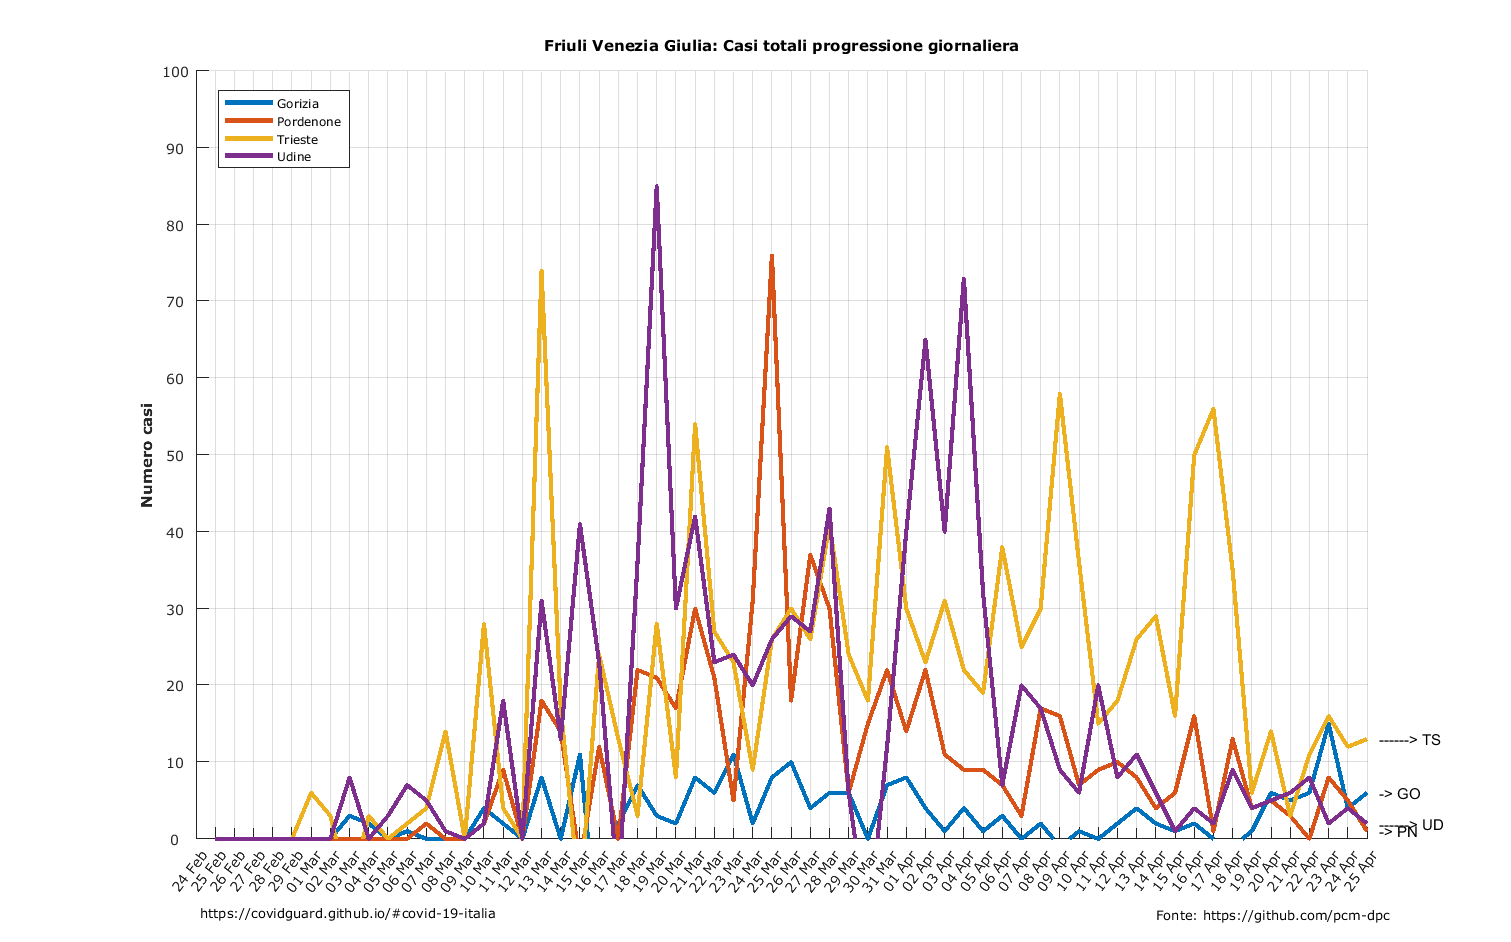 Friuli Venezia Giulia: Casi totali progressione giornaliera
100
90
80
70
60
50
40
30
20
10
0
Numero casi
Gorizia
Pordenone
Trieste
Udine
------> TS
-> GO
------> UD
-> PN
24 Feb
25 Feb
26 Feb
27 Feb
28 Feb
29 Feb
01 Mar
02 Mar
03 Mar
04 Mar
05 Mar
06 Mar
07 Mar
08 Mar
09 Mar
10 Mar
11 Mar
12 Mar
13 Mar
14 Mar
15 Mar
16 Mar
17 Mar
18 Mar
19 Mar
20 Mar
21 Mar
22 Mar
23 Mar
24 Mar
25 Mar
26 Mar
27 Mar
28 Mar
29 Mar
30 Mar
31 Mar
01 Apr
02 Apr
03 Apr
04 Apr
05 Apr
06 Apr
07 Apr
08 Apr
09 Apr
10 Apr
11 Apr
12 Apr
13 Apr
14 Apr
15 Apr
16 Apr
17 Apr
18 Apr
19 Apr
20 Apr
21 Apr
22 Apr
23 Apr
24 Apr
25 Apr
https://covidguard.github.io/#covid-19-italia
Fonte: https://github.com/pcm-dpc